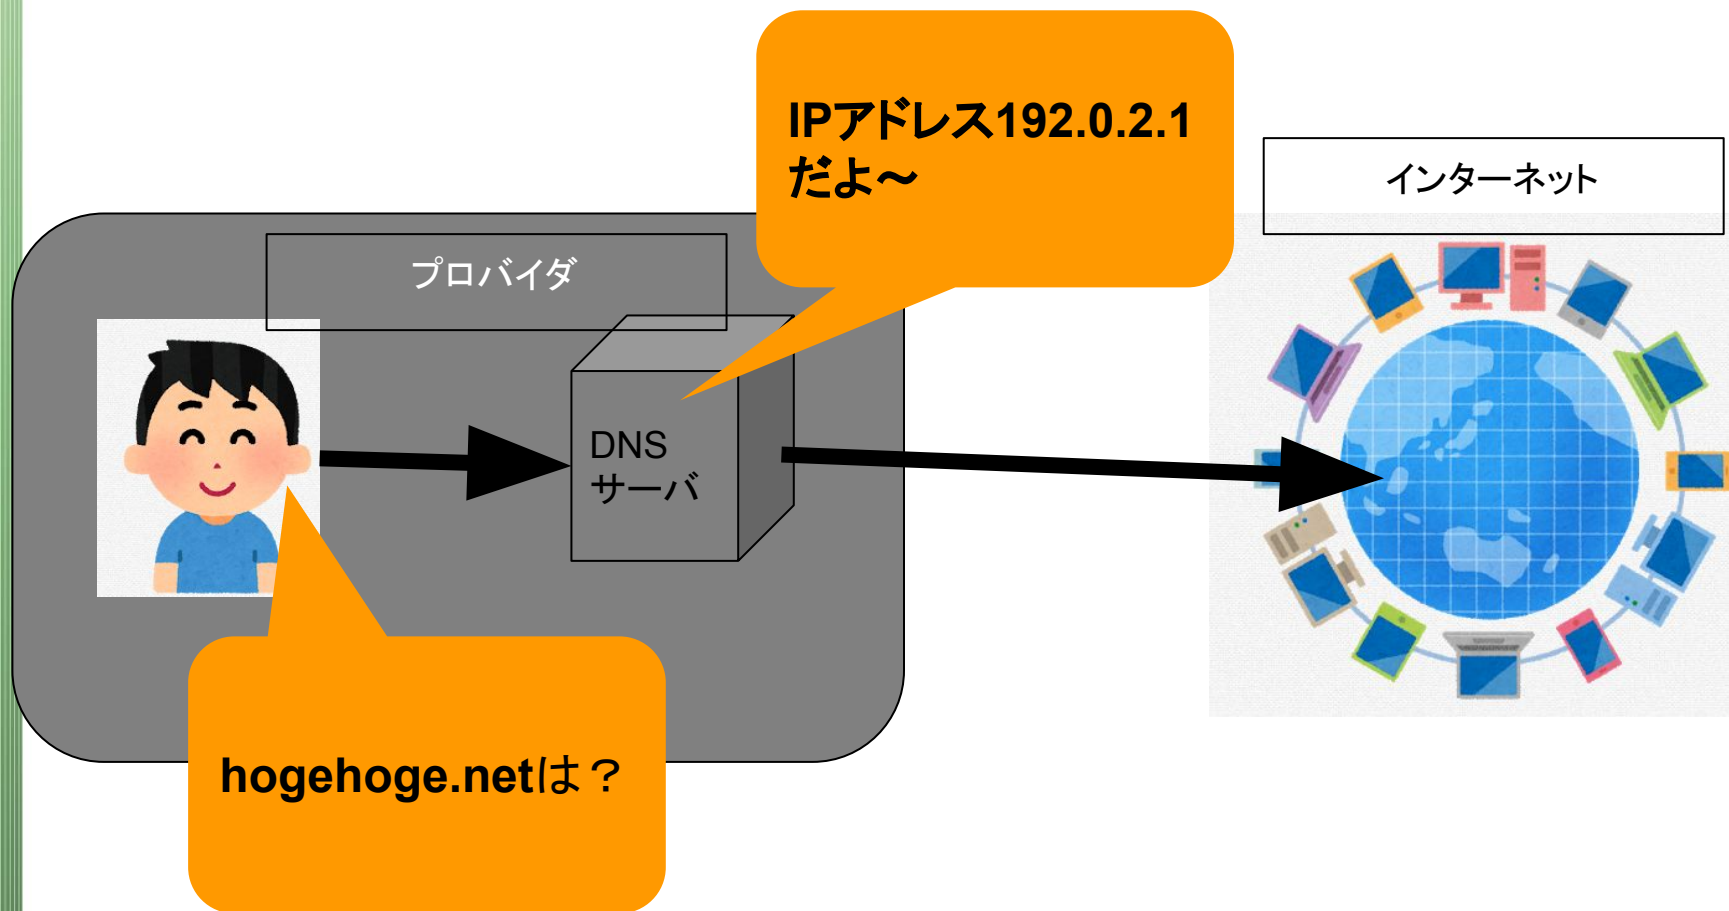 IPアドレス192.0.2.1
だよ～
インターネット
プロバイダ
DNS
サーバ
hogehoge.netは？